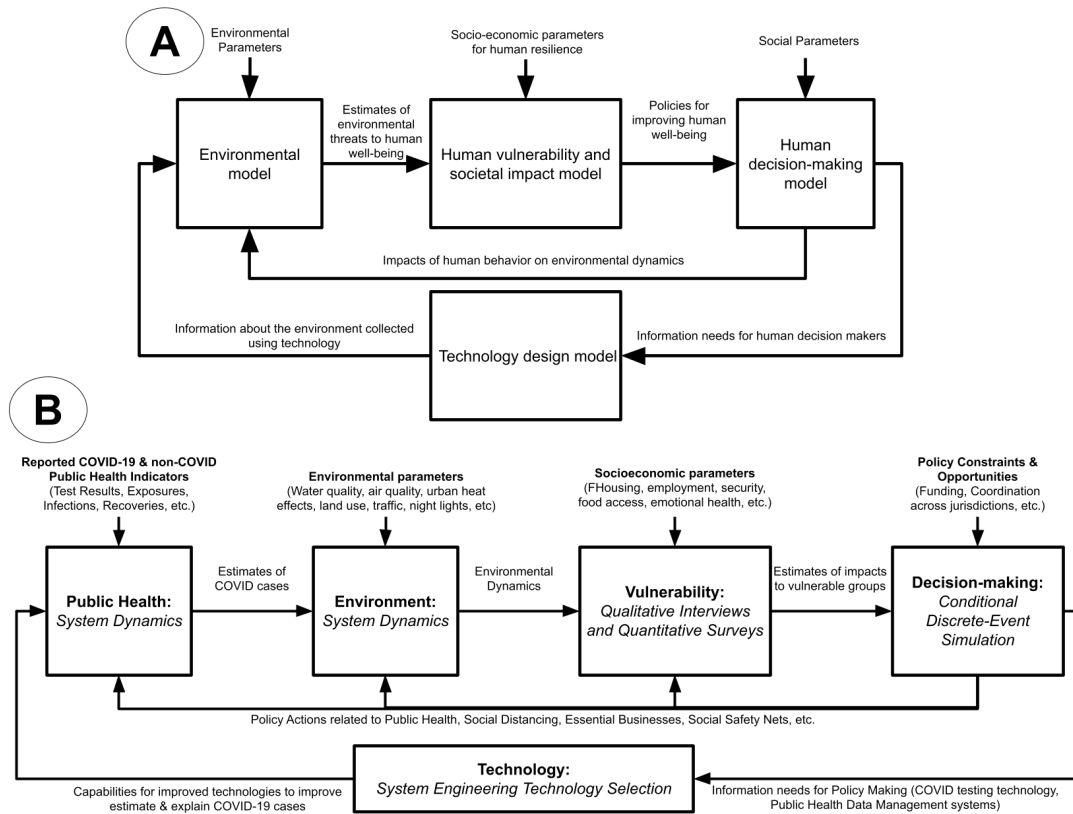 A
Environmental
Parameters
Socio-economic parameters
for human resilience
Social Parameters
Environmental
model
Estimates of
environmental
threats to human
well-being
Human vulnerability and
societal impact model
Policies for
improving human
well-being
Human
decision-making
model
Impacts of human behavior on environmental dynamics
Information about the environment collected
using technology
Technology design model
Information needs for human decision makers
B
Reported COVID-19 & non-COVID
Public Health Indicators
(Test Results, Exposures,
Infections, Recoveries, etc.)
Environmental parameters
(Water quality, air quality, urban heat
effects, land use, traffic, night lights, etc)
Socioeconomic parameters
(FHousing, employment, security,
food access, emotional health, etc.)
Policy Constraints &
Opportunities
(Funding, Coordination
across jurisdictions, etc.)
Public Health:
System Dynamics
Estimates of
COVID cases
Environment:
System Dynamics
Environmental
Dynamics
Vulnerability:
Qualitative Interviews
and Quantitative Surveys
Estimates of impacts
to vulnerable groups
Decision-making:
Conditional
Discrete-Event
Simulation
Policy Actions related to Public Health, Social Distancing, Essential Businesses, Social Safety Nets, etc.
Technology:
System Engineering Technology Selection
Capabilities for improved technologies to improve
estimate & explain COVID-19 cases
Information needs for Policy Making (COVID testing technology,
Public Health Data Management systems)